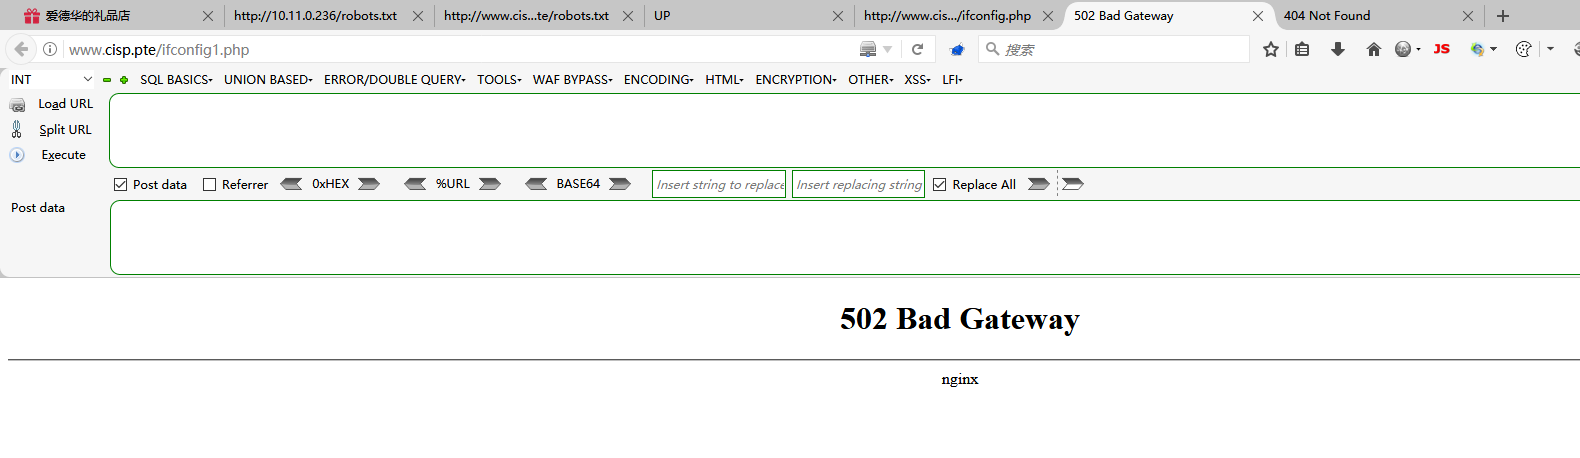 爱德华的礼品店 http://10.11.0.236/robots.txt http://www.cis...te/robots.txt UP http://www.cis.../ifconfig.php 502 Bad Gateway 404 Not Found
www.cisp.pte/ifconfig1.php 搜索 JS
INT SQL BASICS UNION BASED ERROR/DOUBLE QUERY TOOLS WAF BYPASS ENCODING HTML ENCRYPTION OTHER XSS LFI
Load URL
Split URL
Execute
Post data Referrer 0xHEX %URL BASE64 Insert string to replace Insert replacing string Replace All
Post data
502 Bad Gateway
nginx